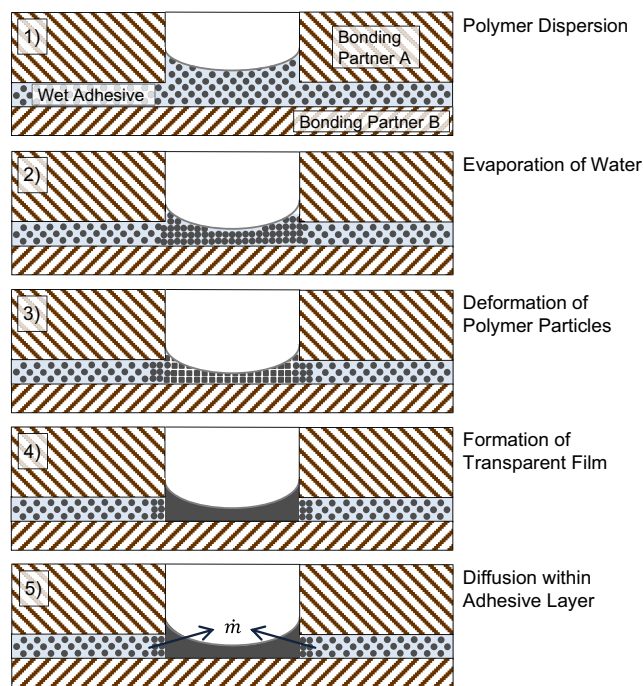 1)
Polymer Dispersion
Bonding
Partner A
Wet Adhesive
Bonding Partner B
2)
Evaporation of Water
3)
Deformation of
Polymer Particles
4)
Formation of
Transparent Film
5)
Diffusion within
Adhesive Layer
ṁ